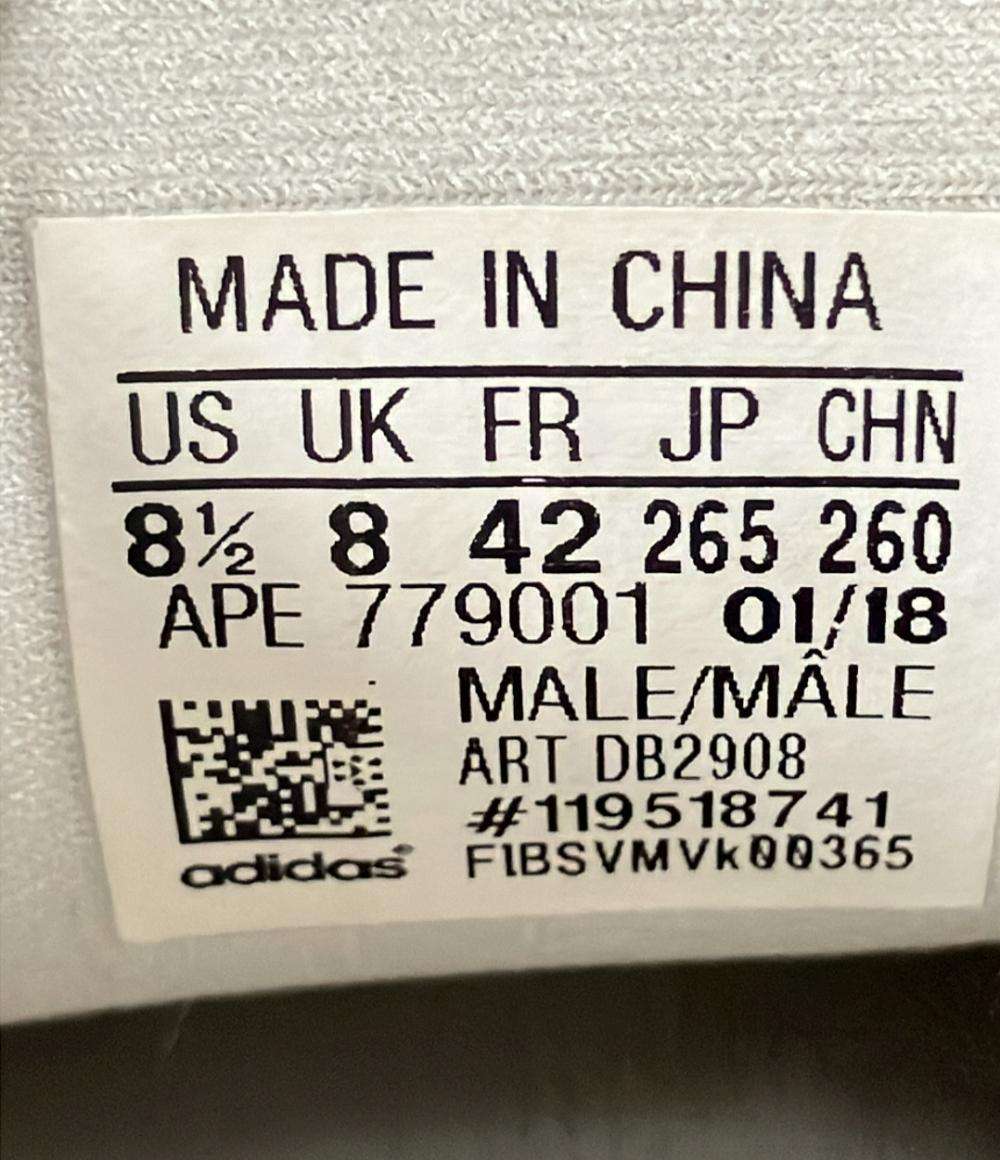 MADE IN CHINA
US UK FR JP CHN
8½ 8 42 265 260
APE 779001 01/18
MALE/MÂLE
ART DB2908
#119518741
F1BSVMVk00365
adidas